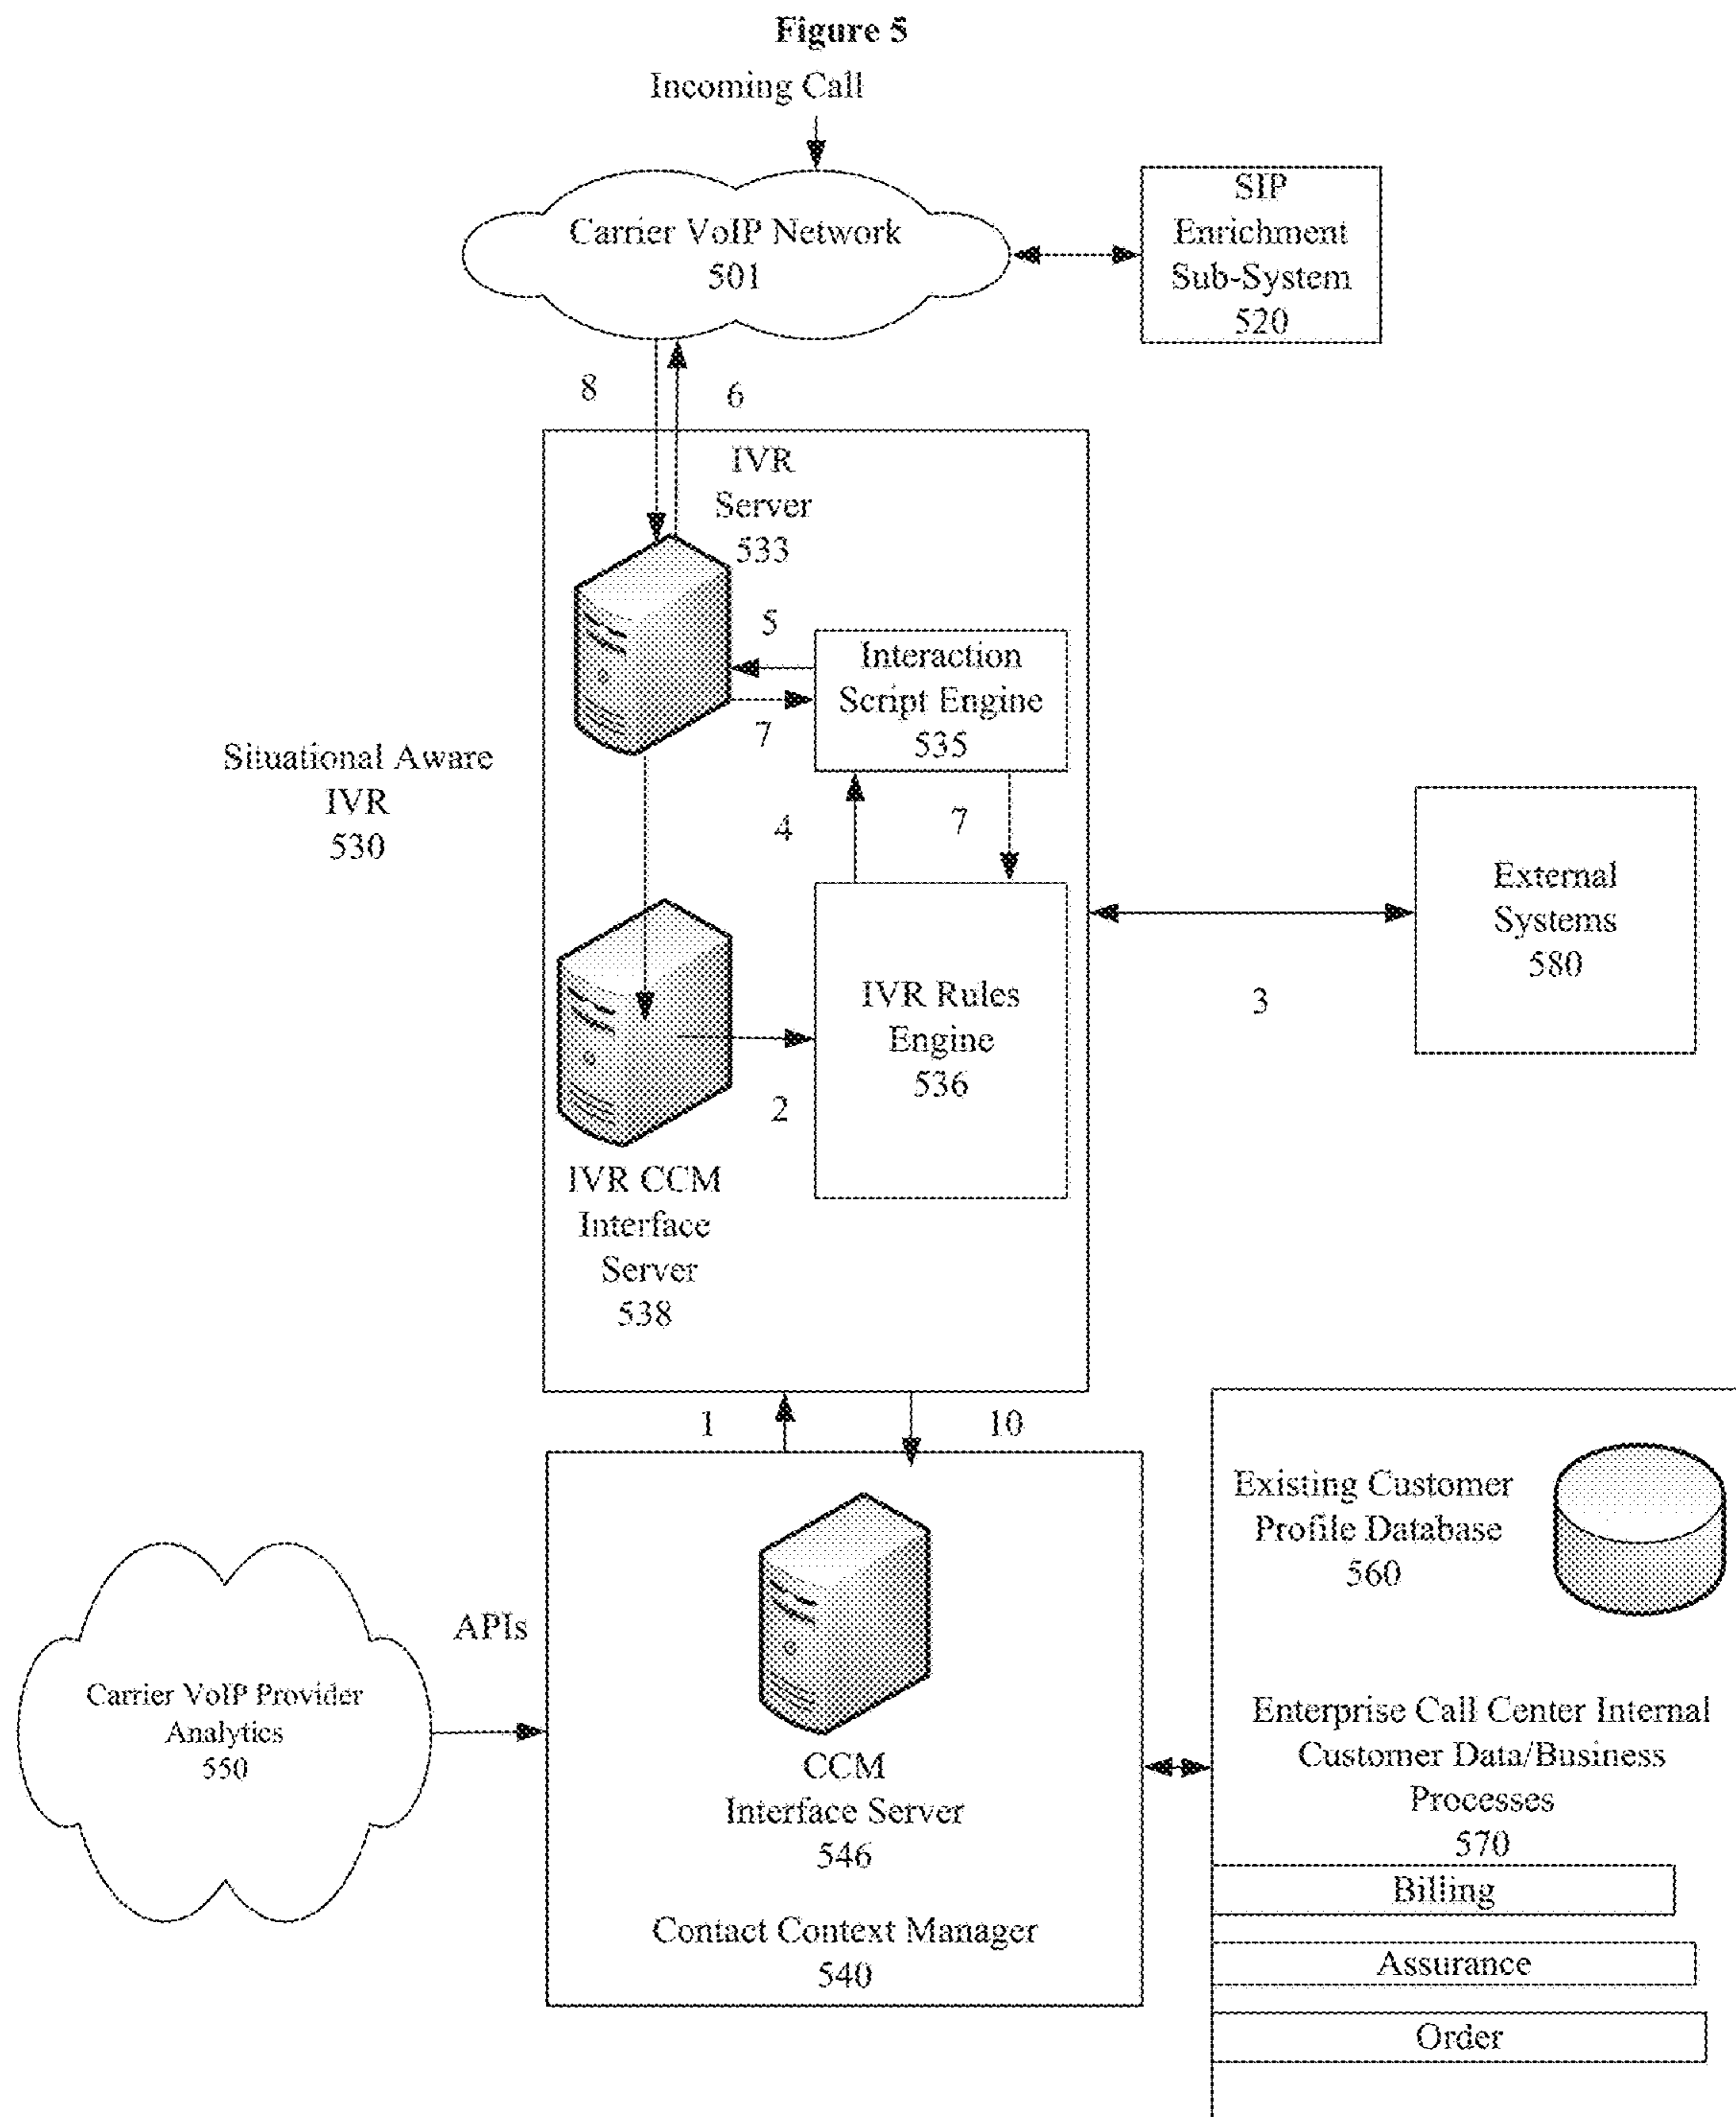 Figure 5
Incoming Call
Carrier VoIP Network
501
SIP
Enrichment
Sub-System
520
8
6
IVR
Server
533
5
7
Interaction
Script Engine
535
Situational Aware
IVR
530
4
7
External
Systems
580
3
IVR Rules
Engine
536
2
IVR CCM
Interface
Server
538
1
10
Existing Customer
Profile Database
560
APIs
Carrier VoIP Provider
Analytics
550
CCM
Interface Server
546
Contact Context Manager
540
Enterprise Call Center Internal
Customer Data/Business
Processes
570
Billing
Assurance
Order